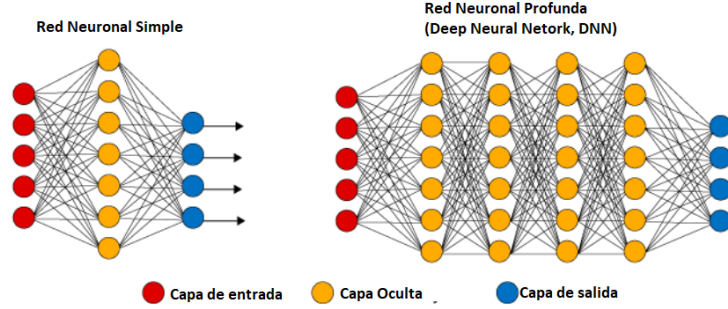 Red Neuronal Simple
Red Neuronal Profunda
(Deep Neural Netork, DNN)
Capa de entrada
Capa Oculta
Capa de salida